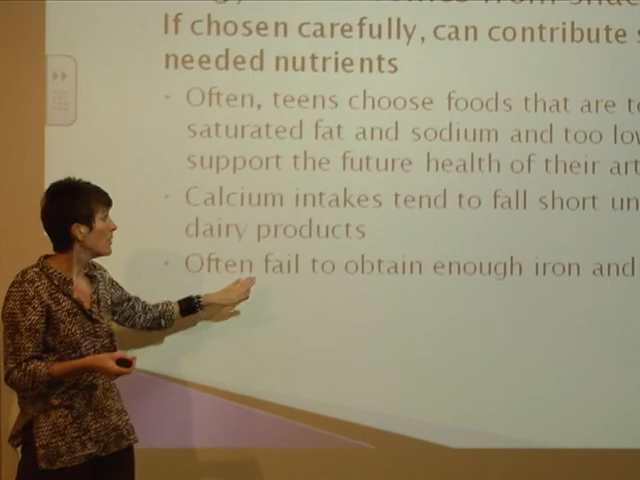 If chosen carefully, can contribute
needed nutrients
· Often, teens choose foods that are
saturated fat and sodium and too
support the future health of their
· Calcium intakes tend to fall short
dairy products
· Often fail to obtain enough iron and